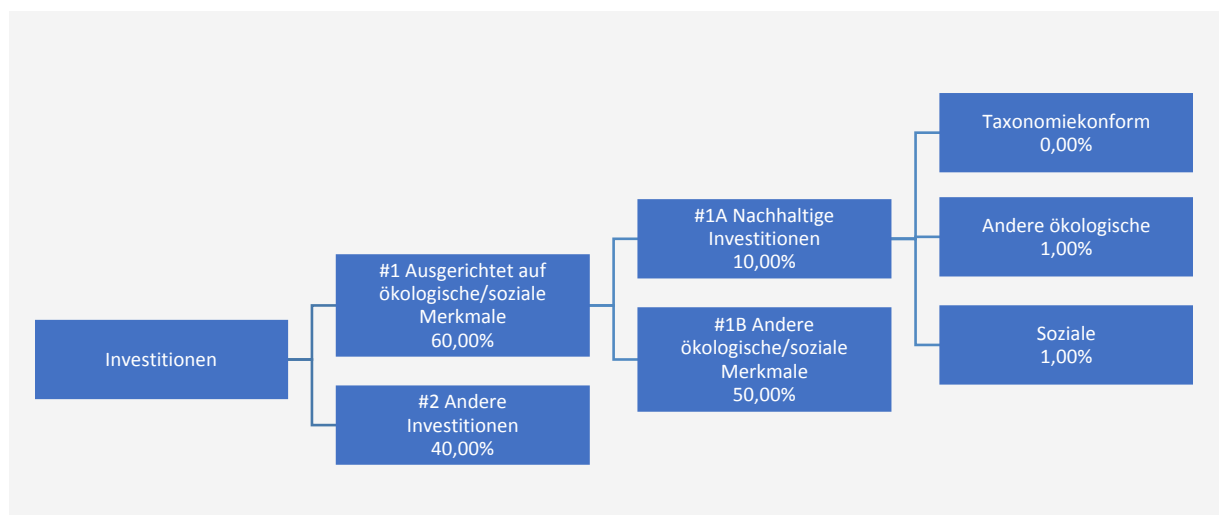 Investitionen
#1 Ausgerichtet auf
ökologische/soziale
Merkmale
60,00%
#2 Andere
Investitionen
40,00%
#1A Nachhaltige
Investitionen
10,00%
#1B Andere
ökologische/soziale
Merkmale
50,00%
Taxonomiekonform
0,00%
Andere ökologische
1,00%
Soziale
1,00%